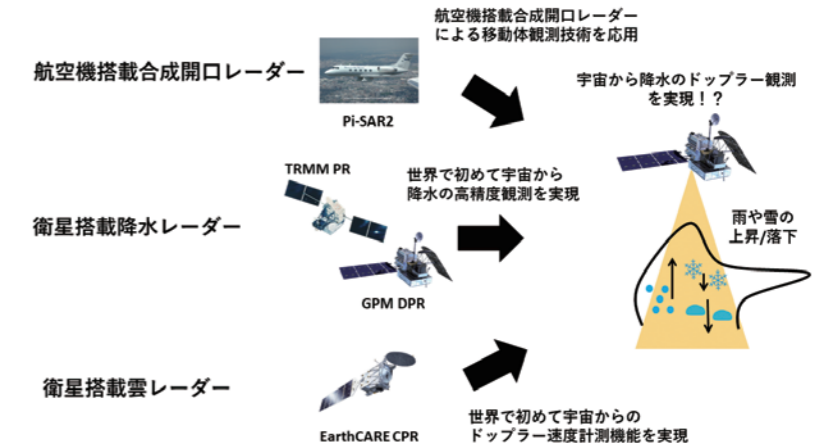 航空機搭載合成開口レーダー
による移動体観測技術を応用
航空機搭載合成開口レーダー
Pi-SAR2
宇宙から降水のドップラー観測
を実現！？
TRMM PR
世界で初めて宇宙から
降水の高精度観測を実現
衛星搭載降水レーダー
GPM DPR
雨や雪の
上昇/落下
衛星搭載雲レーダー
EarthCARE CPR
世界で初めて宇宙からの
ドップラー速度計測機能を実現